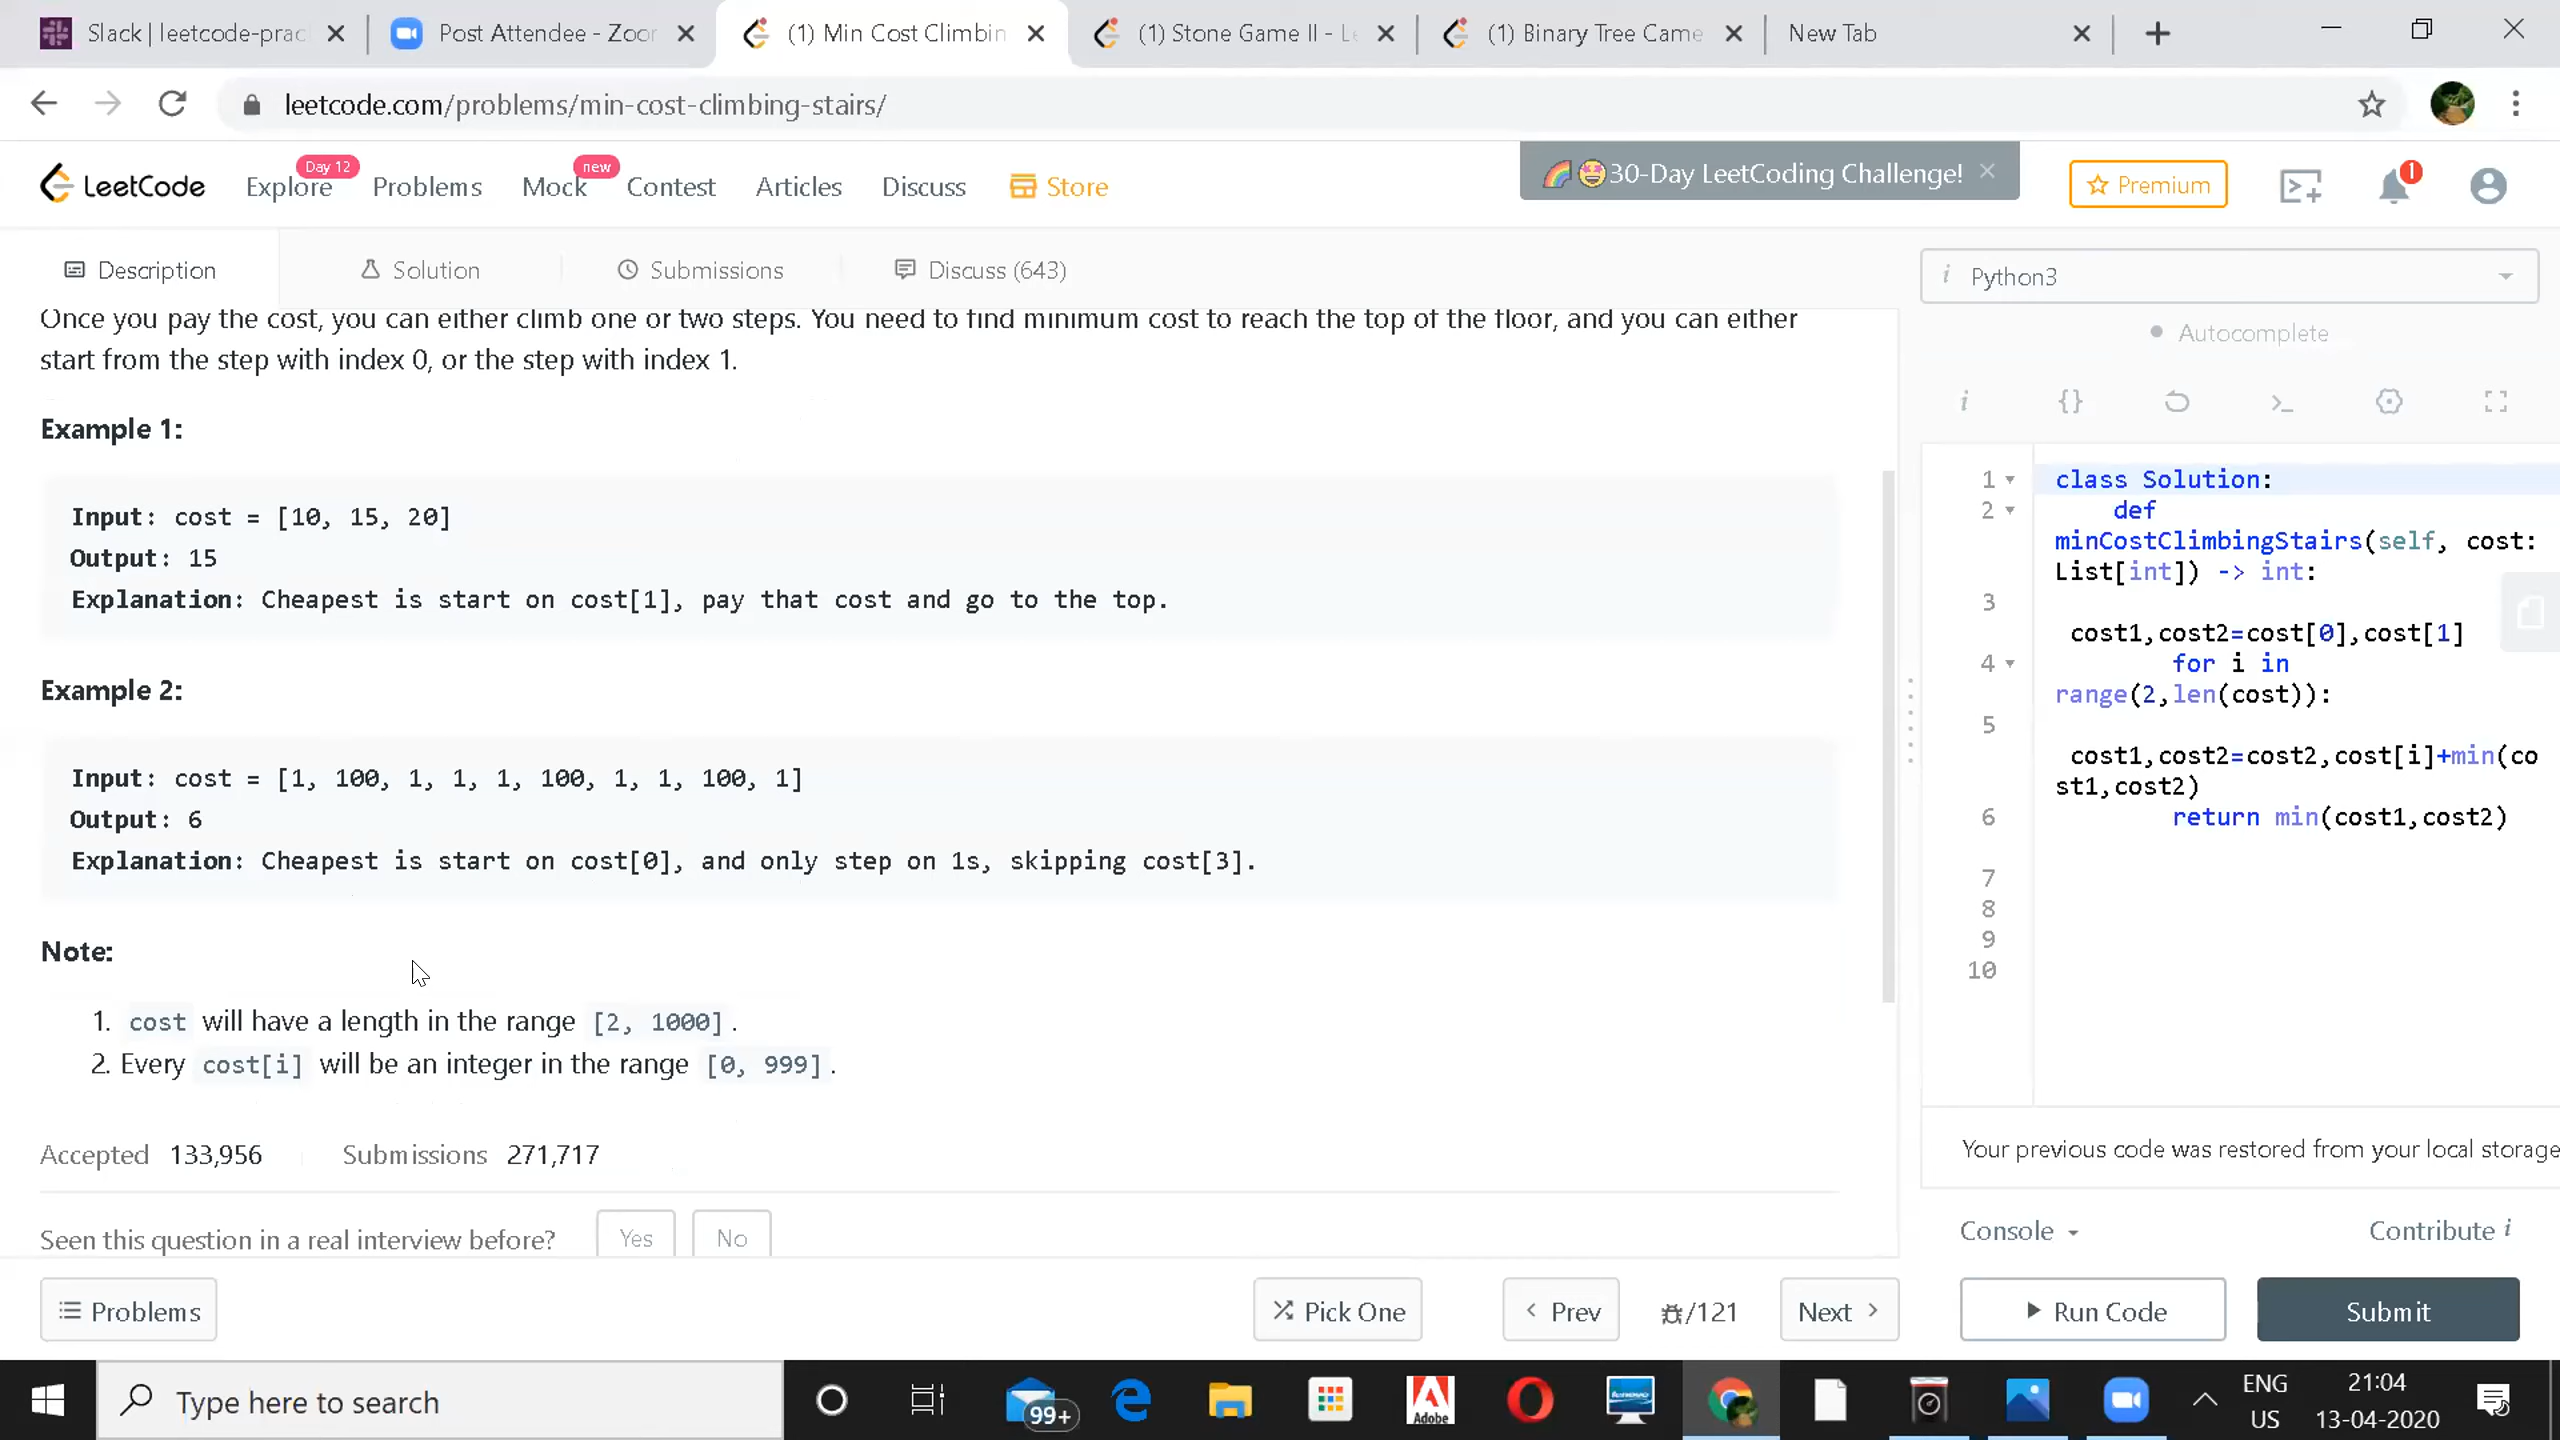 Slack | leetcode-prac
Post Attendee - Zoor
(1) Min Cost Climbin
(1) Stone Game II - Le
(1) Binary Tree Came
New Tab
leetcode.com/problems/min-cost-climbing-stairs/
LeetCode
Explore
Day 12
Problems
Mock
new
Contest
Articles
Discuss
Store
30-Day LeetCoding Challenge!
Premium
1
Description
Solution
Submissions
Discuss (643)
Once you pay the cost, you can either climb one or two steps. You need to find minimum cost to reach the top of the floor, and you can either
start from the step with index 0, or the step with index 1.
Example 1:
Input: cost = [10, 15, 20]
Output: 15
Explanation: Cheapest is start on cost[1], pay that cost and go to the top.
Example 2:
Input: cost = [1, 100, 1, 1, 1, 100, 1, 1, 100, 1]
Output: 6
Explanation: Cheapest is start on cost[0], and only step on 1s, skipping cost[3].
Note:
1. cost will have a length in the range [2, 1000].
2. Every cost[i] will be an integer in the range [0, 999].
Accepted 133,956 Submissions 271,717
Seen this question in a real interview before? Yes No
Problems
Pick One
Prev
/121
Next
i Python3
Autocomplete
i {} >_
1 class Solution:
2 def
minCostClimbingStairs(self, cost:
List[int]) -> int:
3
cost1,cost2=cost[0],cost[1]
4 for i in
range(2,len(cost)):
5
cost1,cost2=cost2,cost[i]+min(co
st1,cost2)
6 return min(cost1,cost2)
7
8
9
10
Your previous code was restored from your local storage
Console
Contribute i
Run Code
Submit
Type here to search
99+
Adobe
lenovo
ENG
US
21:04
13-04-2020